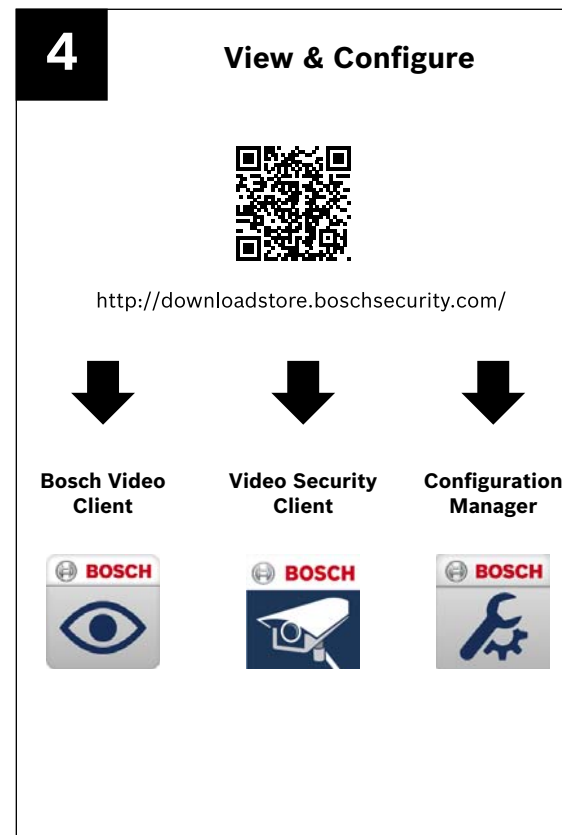 4
View & Configure
http://downloadstore.boschsecurity.com/
Bosch Video
Client
Video Security
Client
Configuration
Manager
BOSCH
BOSCH
BOSCH